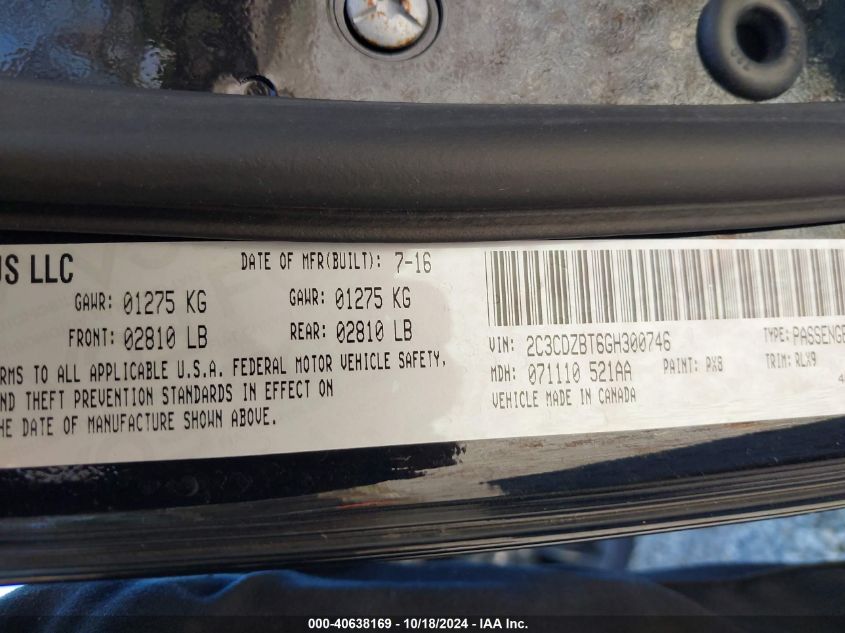 US LLC
DATE OF MFR(BUILT): 7-16
GAWR: 01275 KG GAWR: 01275 KG
FRONT: 02810 LB REAR: 02810 LB
RMS TO ALL APPLICABLE U.S.A. FEDERAL MOTOR VEHICLE SAFETY,
ND THEFT PREVENTION STANDARDS IN EFFECT ON
HE DATE OF MANUFACTURE SHOWN ABOVE.
VIN: 2C3CDZBT6GH300746 TYPE: PASSENGE
MDH: 071110 521AA PAINT: PX8 TRIM: RLX9
VEHICLE MADE IN CANADA
4
000-40638169 - 10/18/2024 - IAA Inc.